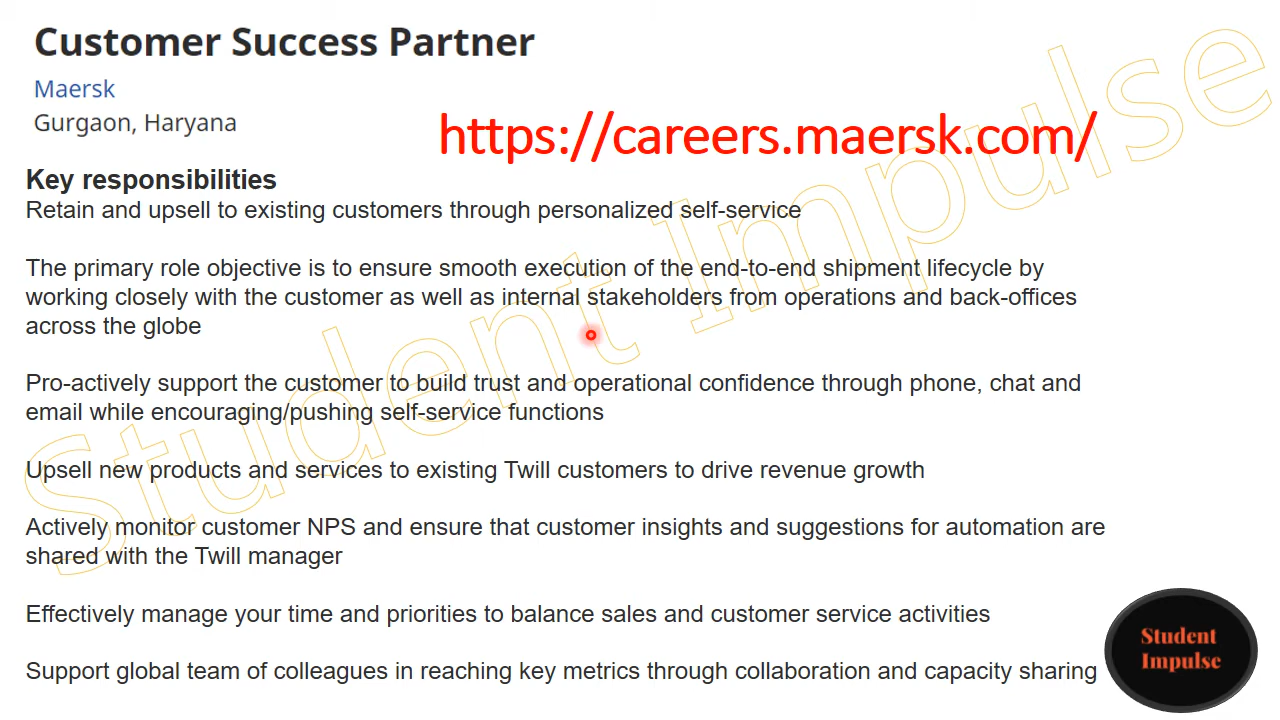 Customer Success Partner
Maersk
Gurgaon, Haryana
https://careers.maersk.com/
Key responsibilities
Retain and upsell to existing customers through personalized self-service
The primary role objective is to ensure smooth execution of the end-to-end shipment lifecycle by
working closely with the customer as well as internal stakeholders from operations and back-offices
across the globe
Pro-actively support the customer to build trust and operational confidence through phone, chat and
email while encouraging/pushing self-service functions
Upsell new products and services to existing Twill customers to drive revenue growth
Actively monitor customer NPS and ensure that customer insights and suggestions for automation are
shared with the Twill manager
Effectively manage your time and priorities to balance sales and customer service activities
Support global team of colleagues in reaching key metrics through collaboration and capacity sharing
Student Impulse
Student
Impulse